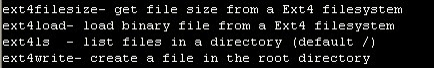 ext4filesize- get file size from a Ext4 filesystem
ext4load- load binary file from a Ext4 filesystem
ext4ls  - list files in a directory (default /)
ext4write- create a file in the root directory